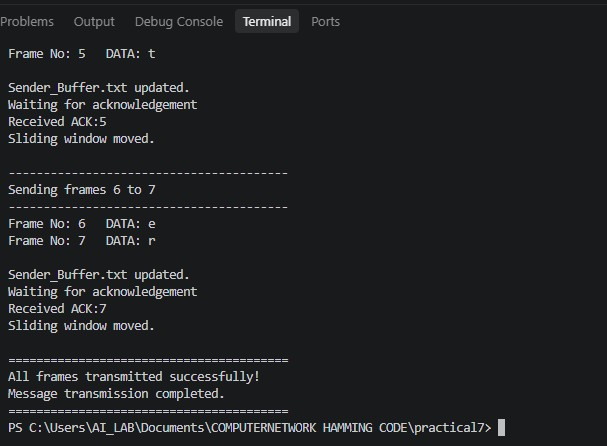 Problems Output Debug Console Terminal Ports
Frame No: 5   DATA: t
Sender_Buffer.txt updated.
Waiting for acknowledgement
Received ACK:5
Sliding window moved.
----------------------------------------
Sending frames 6 to 7
----------------------------------------
Frame No: 6   DATA: e
Frame No: 7   DATA: r
Sender_Buffer.txt updated.
Waiting for acknowledgement
Received ACK:7
Sliding window moved.
========================================
All frames transmitted successfully!
Message transmission completed.
========================================
PS C:\Users\AI_LAB\Documents\COMPUTERNETWORK HAMMING CODE\practical7>